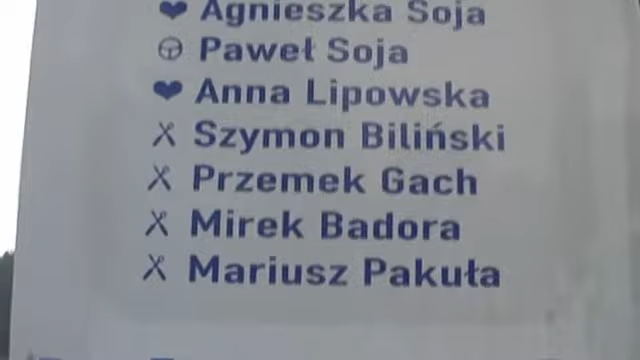 Agnieszka Soja
Paweł Soja
Anna Lipowska
Szymon Biliński
Przemek Gach
Mirek Badora
Mariusz Pakuła